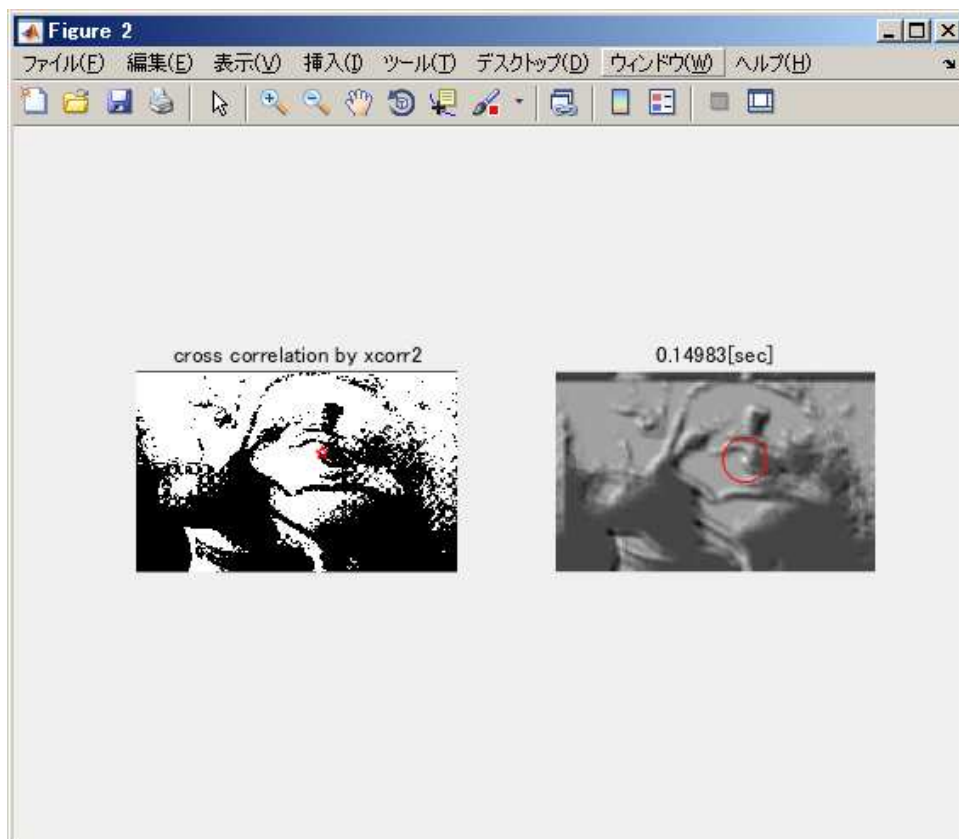 Figure 2
ファイル(F) 編集(E) 表示(V) 挿入(I) ツール(T) デスクトップ(D) ウィンドウ(W) ヘルプ(H)
cross correlation by xcorr2
0.14983[sec]